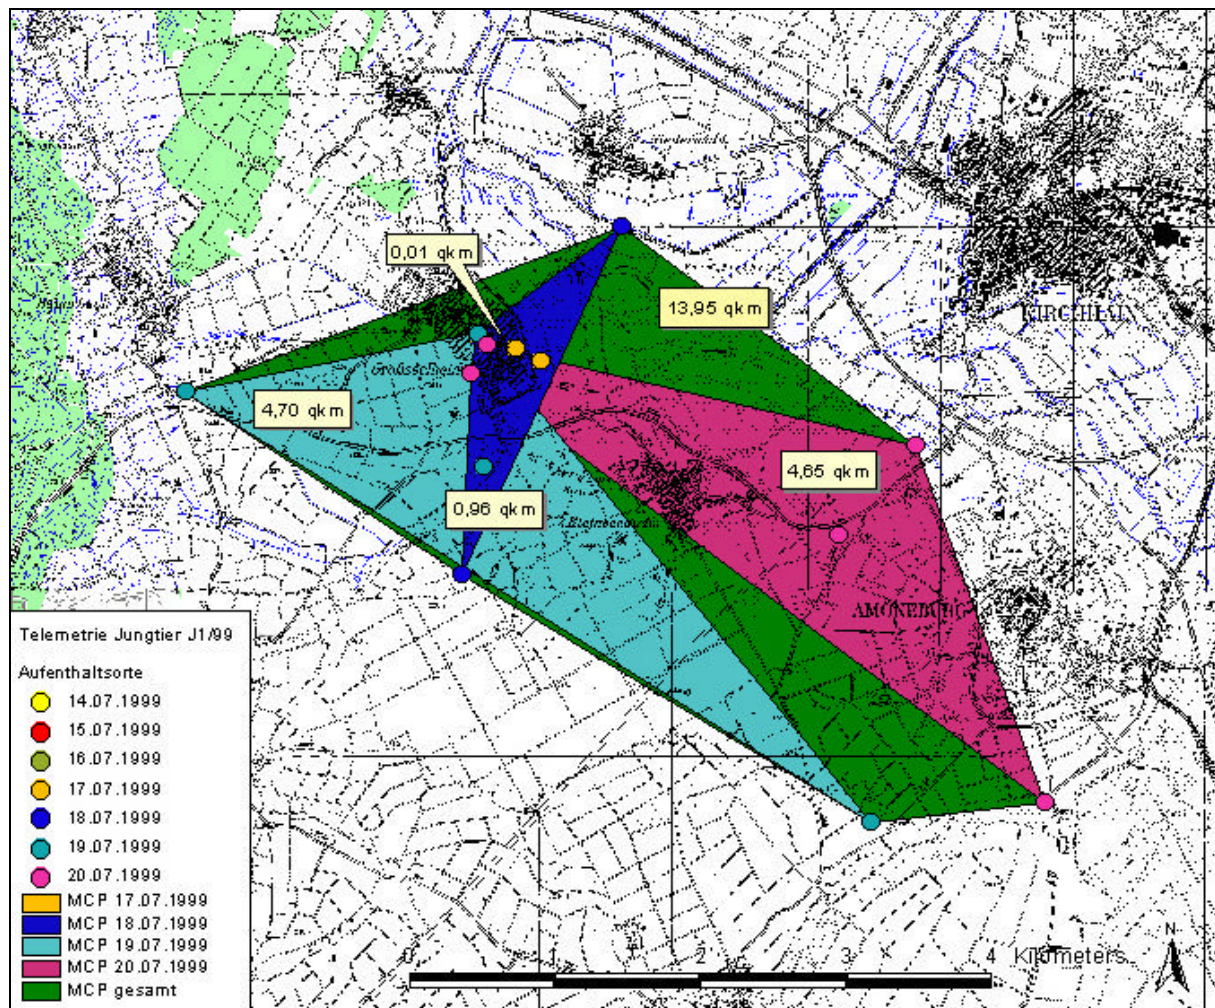 0,01 qkm
13,95 qkm
KIRCHHAIN
4,70 qkm
4,65 qkm
0,96 qkm
AMÖNEBURG
Telemetrie Jungtier J1/99
Aufenthaltsorte
14.07.1999
15.07.1999
16.07.1999
17.07.1999
18.07.1999
19.07.1999
20.07.1999
MCP 17.07.1999
MCP 18.07.1999
MCP 19.07.1999
MCP 20.07.1999
MCP gesamt
0 1 2 3 4 Kilometers
N